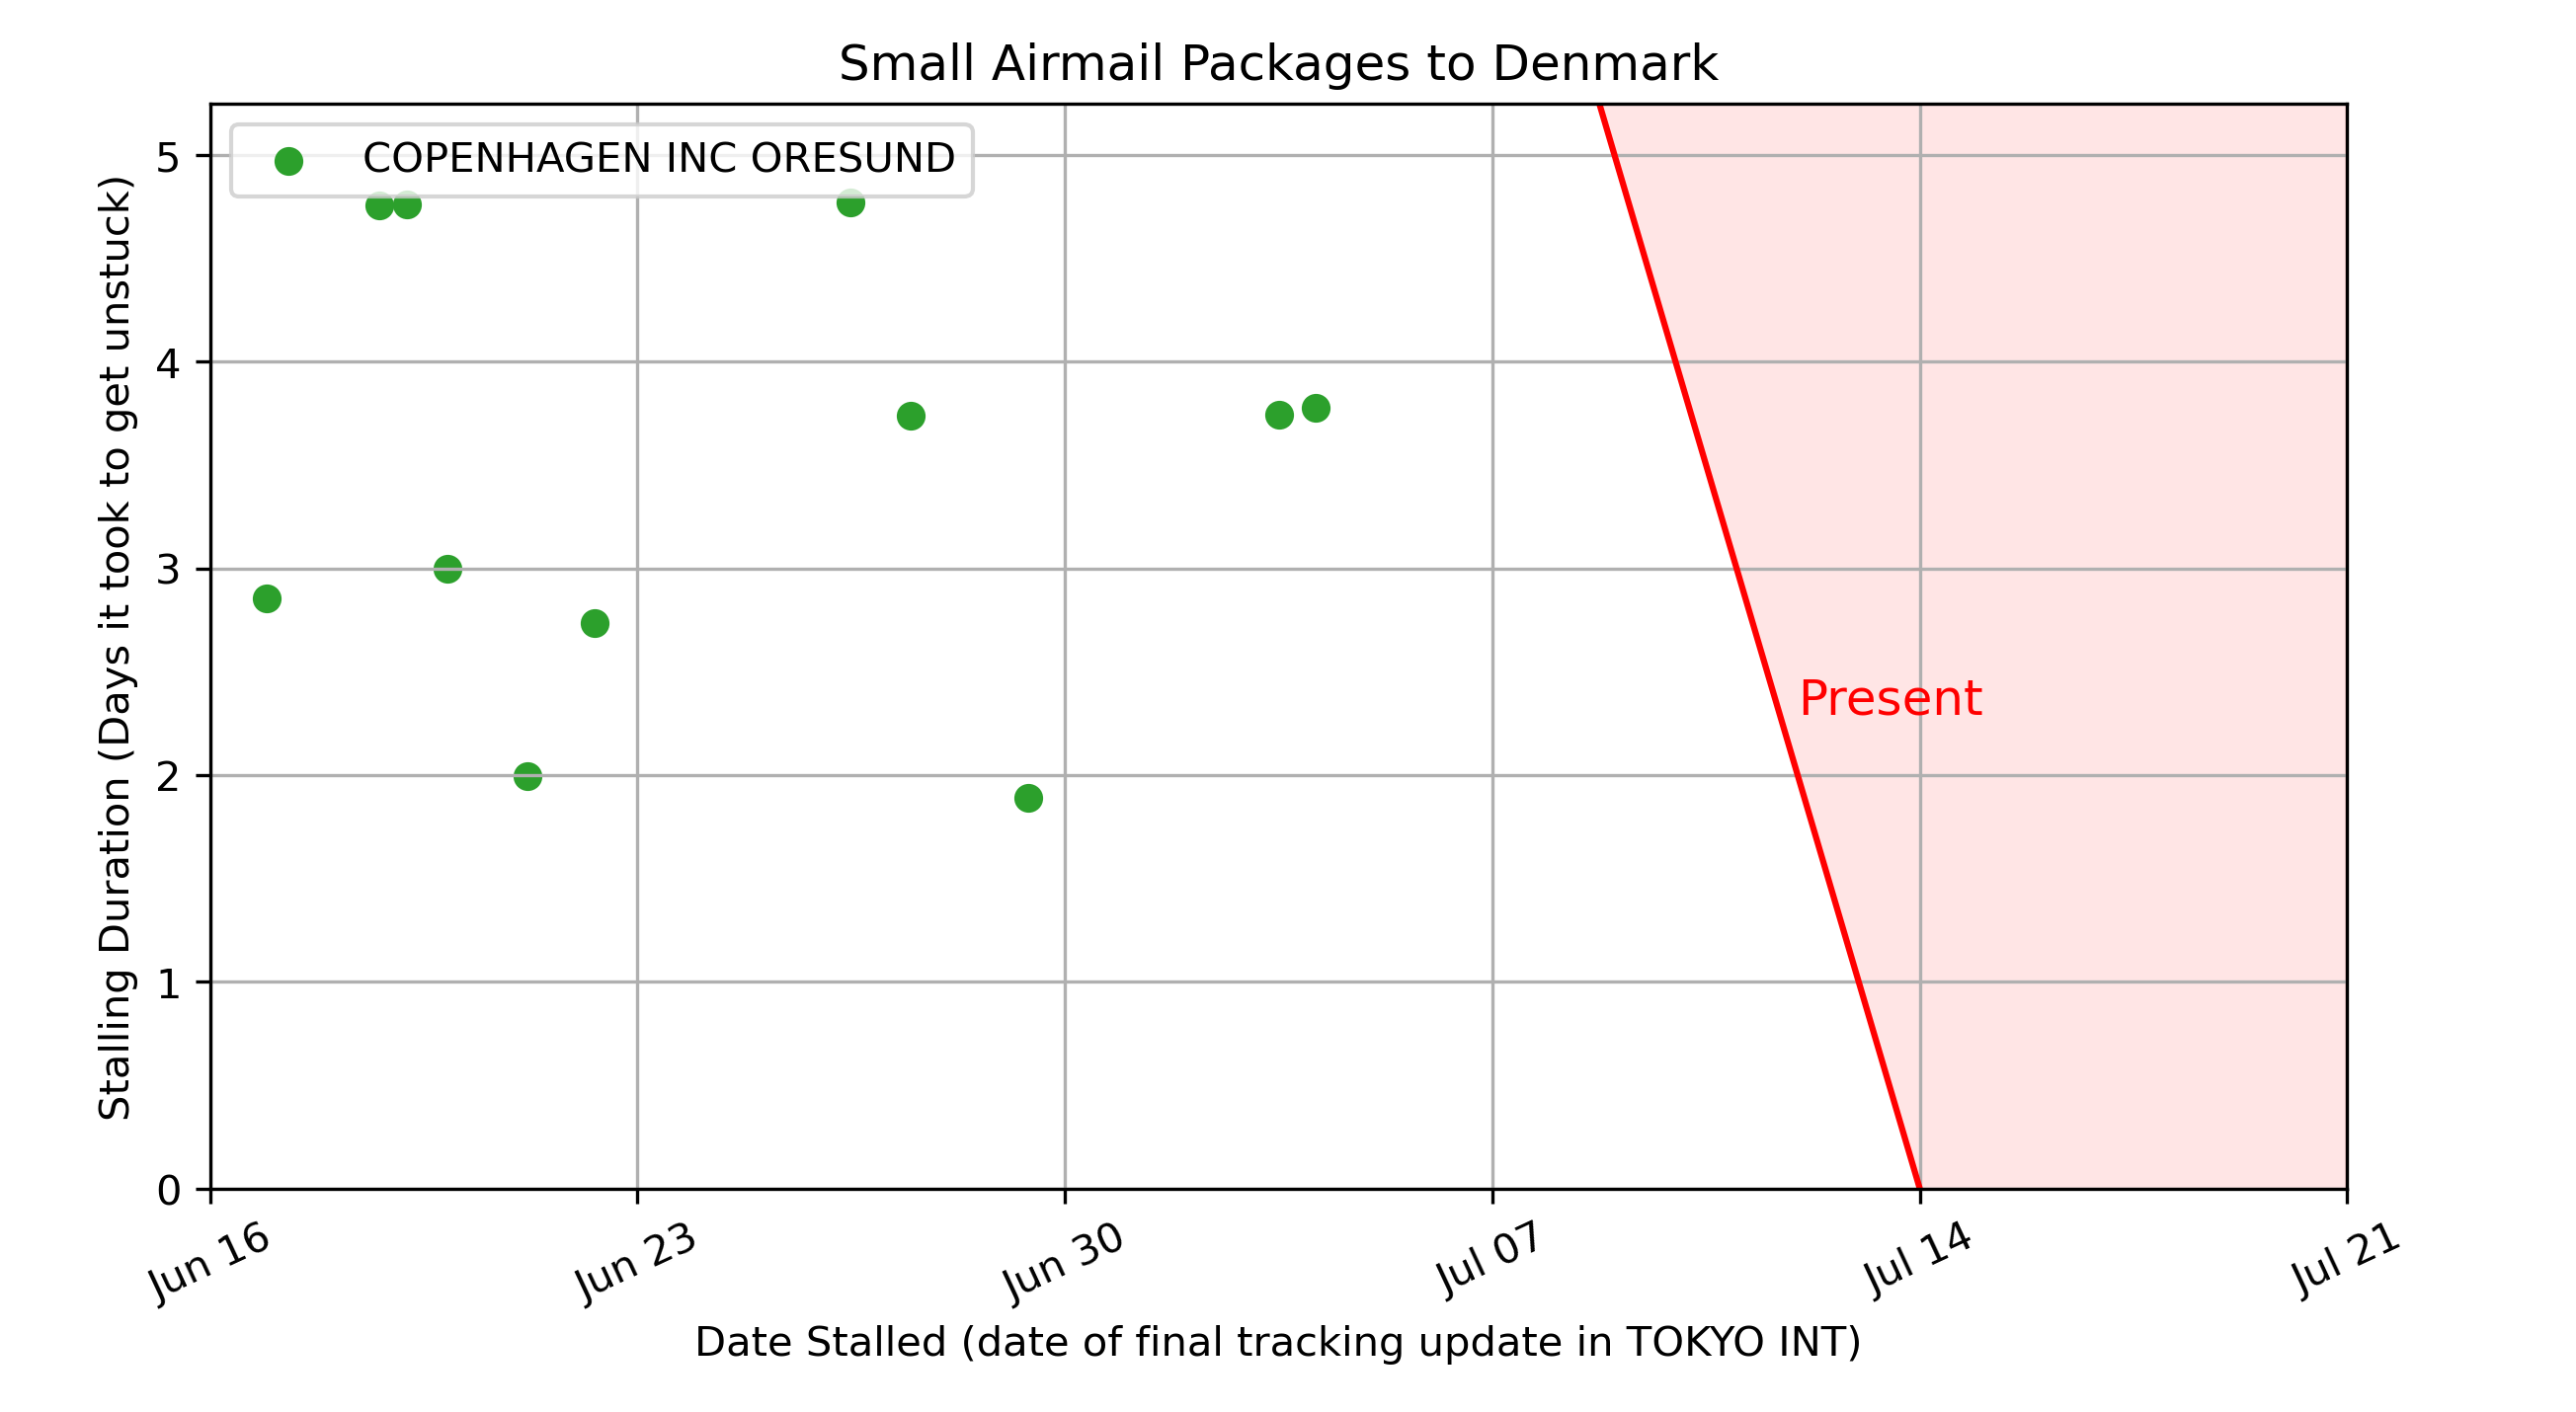 Small Airmail Packages to Denmark
COPENHAGEN INC ORESUND
Stalling Duration (Days it took to get unstuck)
5
4
3
2
1
0
Present
Jun 16
Jun 23
Jun 30
Jul 07
Jul 14
Jul 21
Date Stalled (date of final tracking update in TOKYO INT)